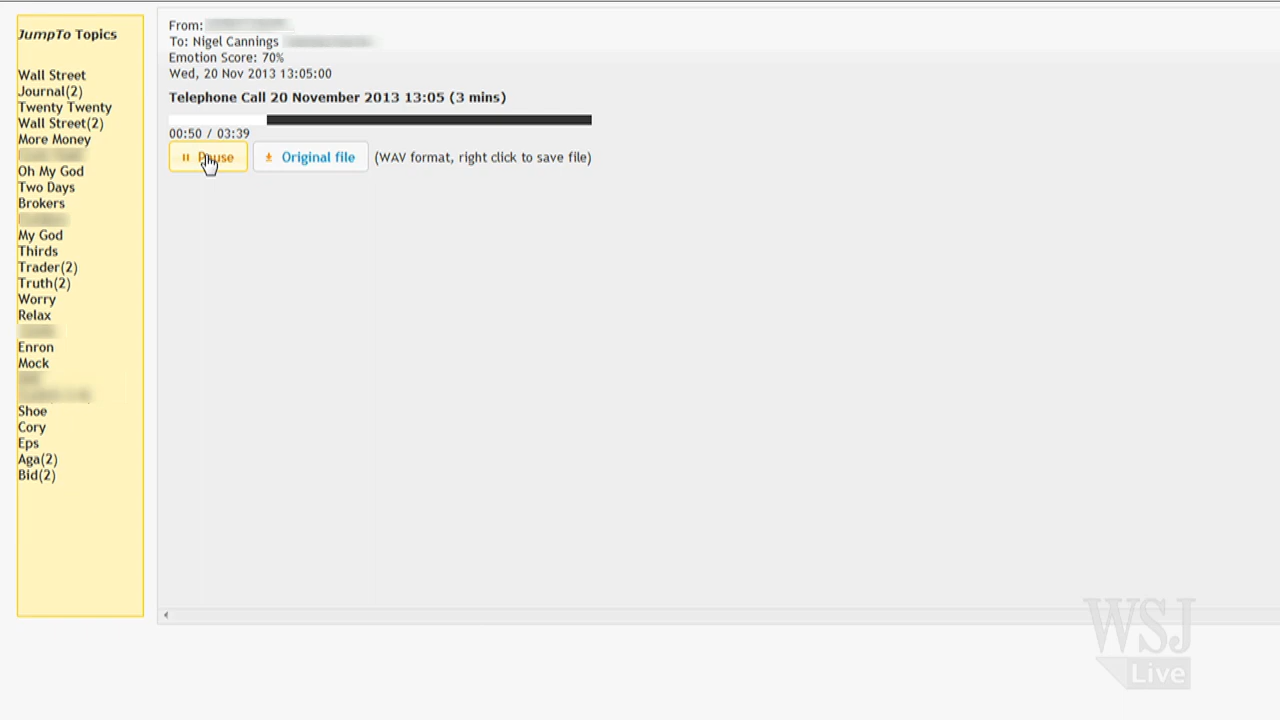 JumpTo Topics
Wall Street
Journal(2)
Twenty Twenty
Wall Street(2)
More Money
Oh My God
Two Days
Brokers
My God
Thirds
Trader(2)
Truth(2)
Worry
Relax
Enron
Mock
Shoe
Cory
Eps
Aga(2)
Bid(2)
From:
To: Nigel Cannings
Emotion Score: 70%
Wed, 20 Nov 2013 13:05:00
Telephone Call 20 November 2013 13:05 (3 mins)
00:50 / 03:39
Pause Original file (WAV format, right click to save file)
WSJ
Live